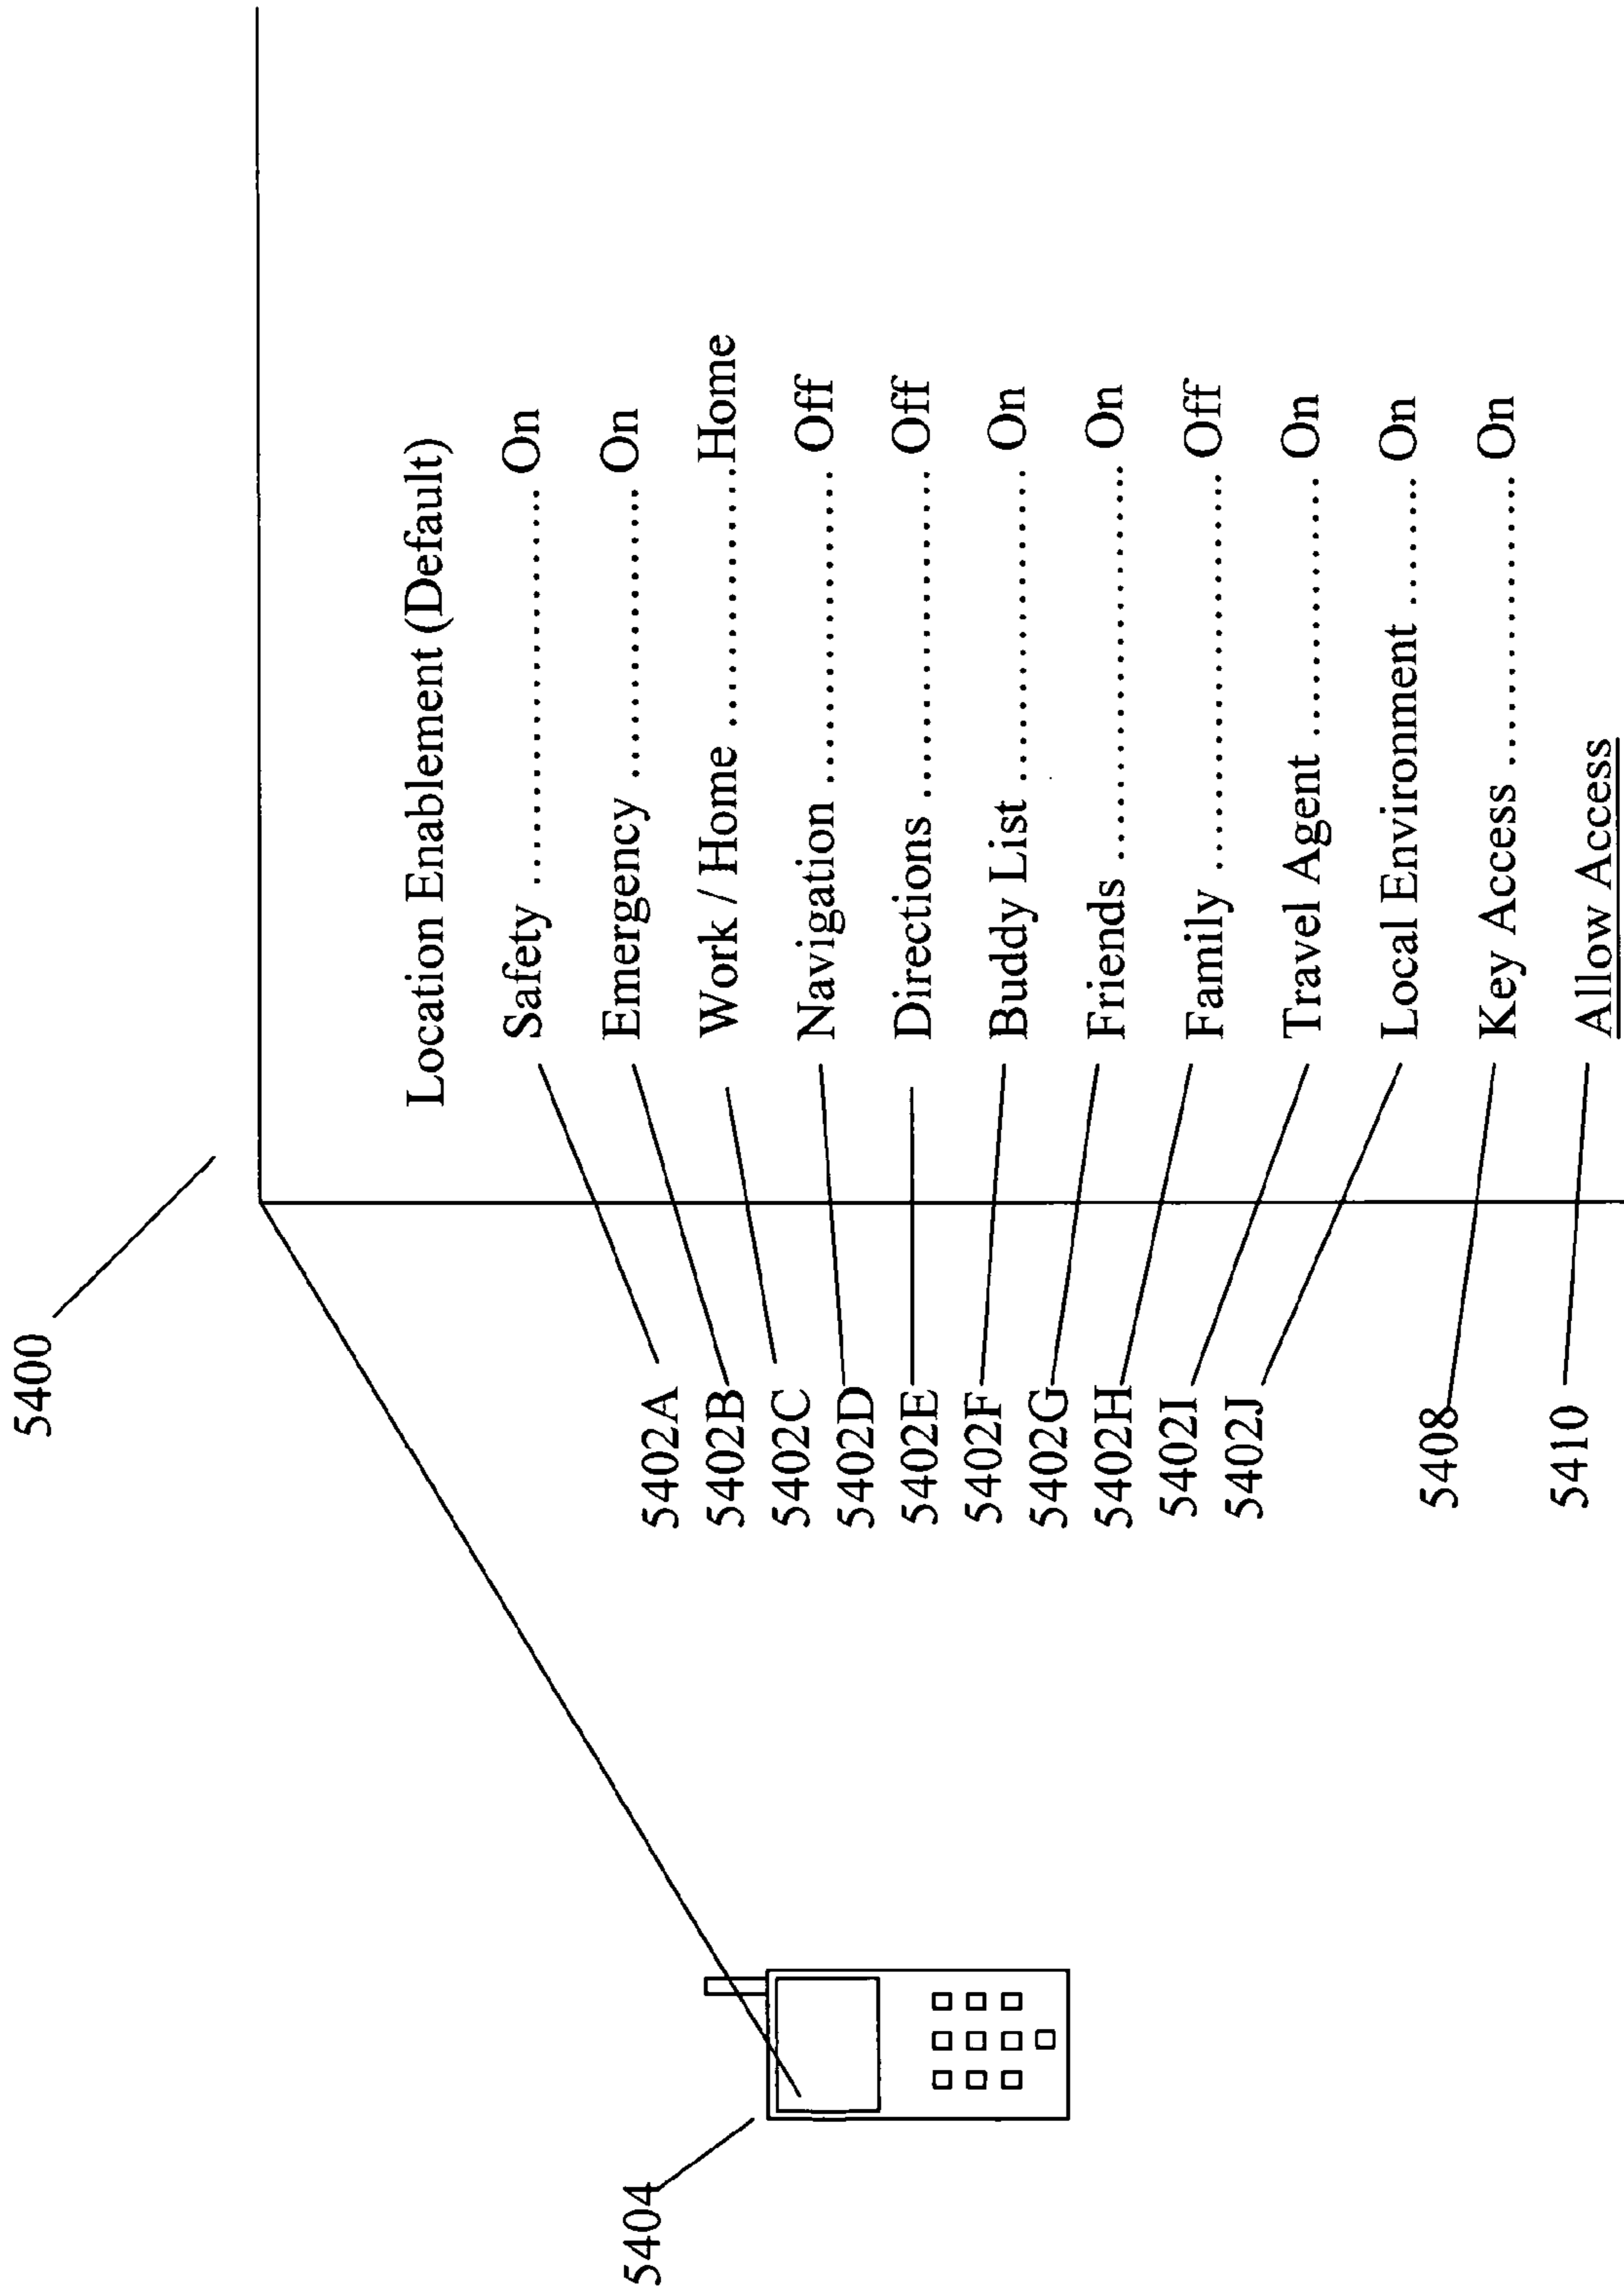 5400
Location Enablement (Default)
5402A Safety ........................... On
5402B Emergency ................... On
5402C Work / Home ...............Home
5402D Navigation ..................... Off
5402E Directions ..................... Off
5402F Buddy List ..................... On
5402G Friends ........................... On
5402H Family ............................ Off
5402I Travel Agent ................ On
5402J Local Environment ....... On
5408 Key Access ..................... On
5410 Allow Access
5404